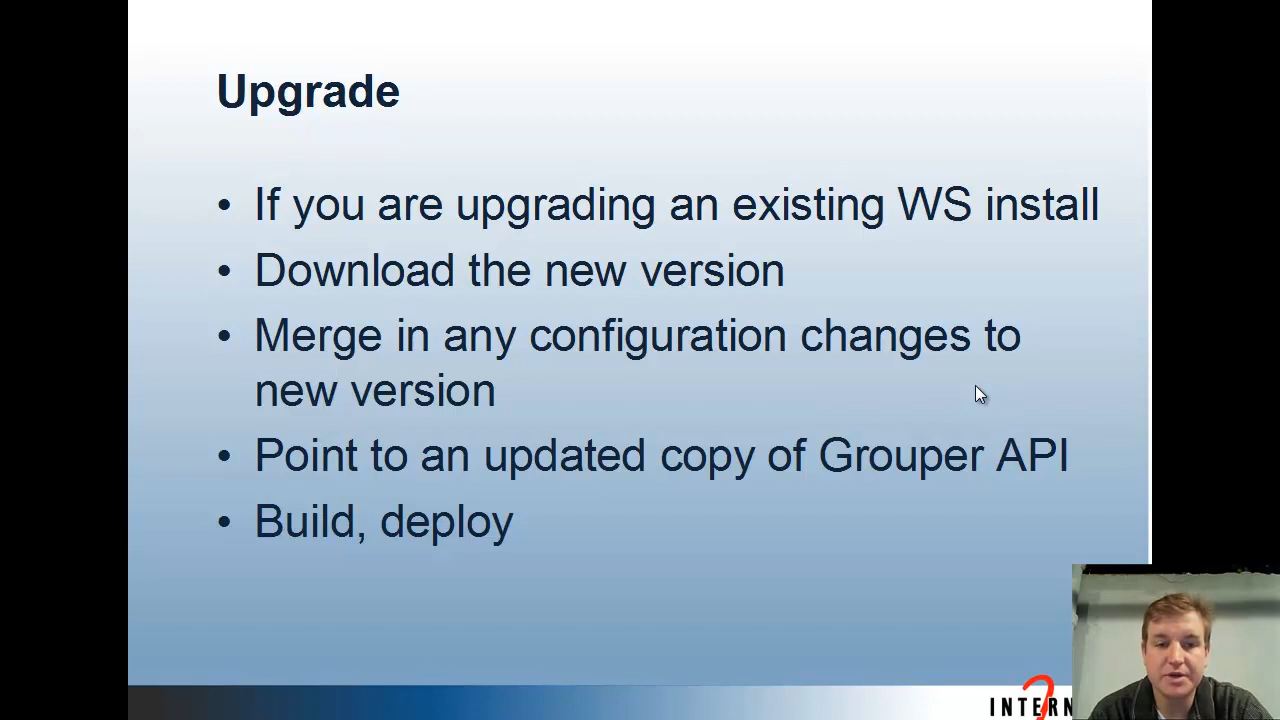 Upgrade
• If you are upgrading an existing WS install
• Download the new version
• Merge in any configuration changes to
new version
• Point to an updated copy of Grouper API
• Build, deploy
INTERN